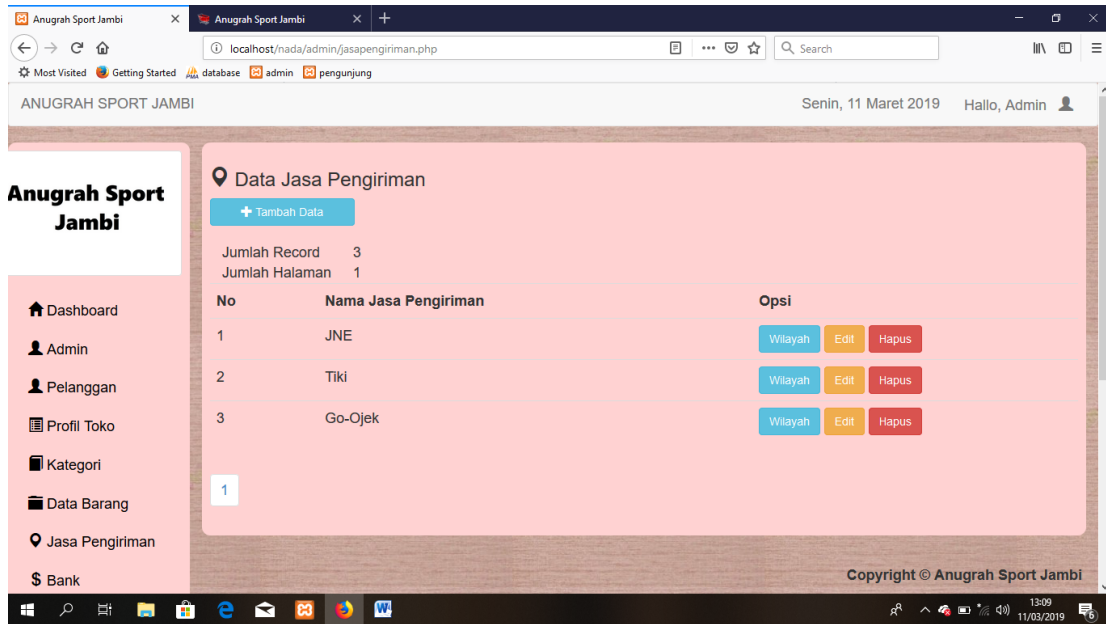 Anugrah Sport Jambi
Anugrah Sport Jambi
localhost/nada/admin/jasapengiriman.php
Search
Most Visited Getting Started database admin pengunjung
ANUGRAH SPORT JAMBI Senin, 11 Maret 2019 Hallo, Admin
Anugrah Sport
Jambi
Dashboard
Admin
Pelanggan
Profil Toko
Kategori
Data Barang
Jasa Pengiriman
$ Bank
Data Jasa Pengiriman
Tambah Data
Jumlah Record 3
Jumlah Halaman 1
No Nama Jasa Pengiriman Opsi
1 JNE Wilayah Edit Hapus
2 Tiki Wilayah Edit Hapus
3 Go-Ojek Wilayah Edit Hapus
1
Copyright © Anugrah Sport Jambi
13:09
11/03/2019
6